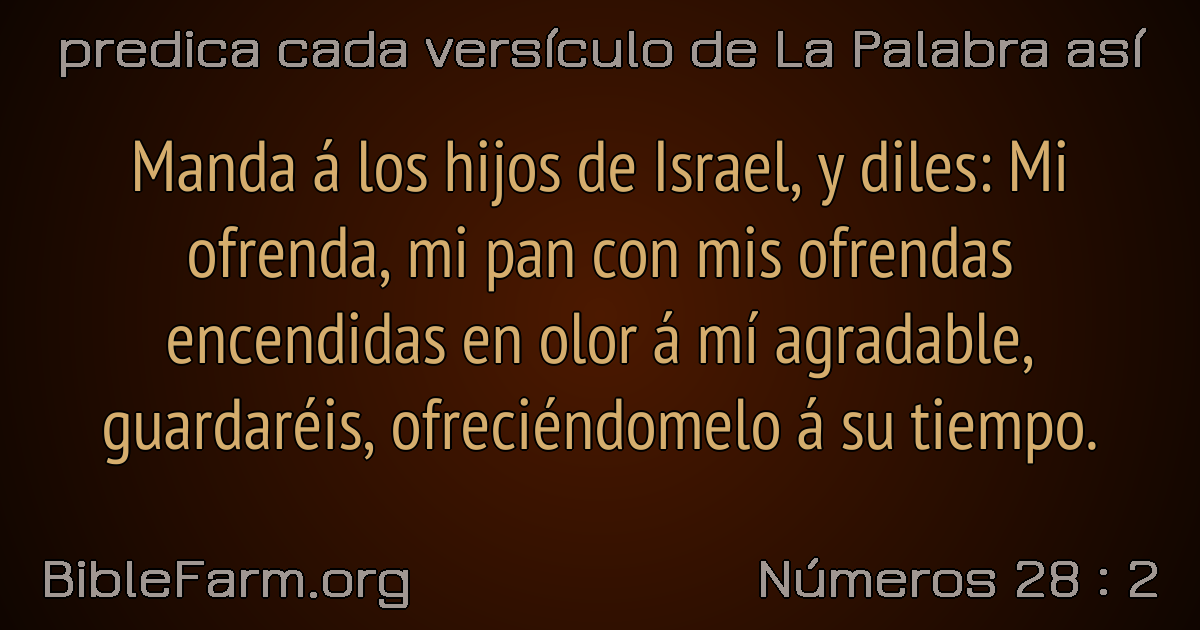 predica cada versículo de La Palabra así
Manda á los hijos de Israel, y diles: Mi
ofrenda, mi pan con mis ofrendas
encendidas en olor á mí agradable,
guardaréis, ofreciéndomelo á su tiempo.
BibleFarm.org
Números 28 : 2